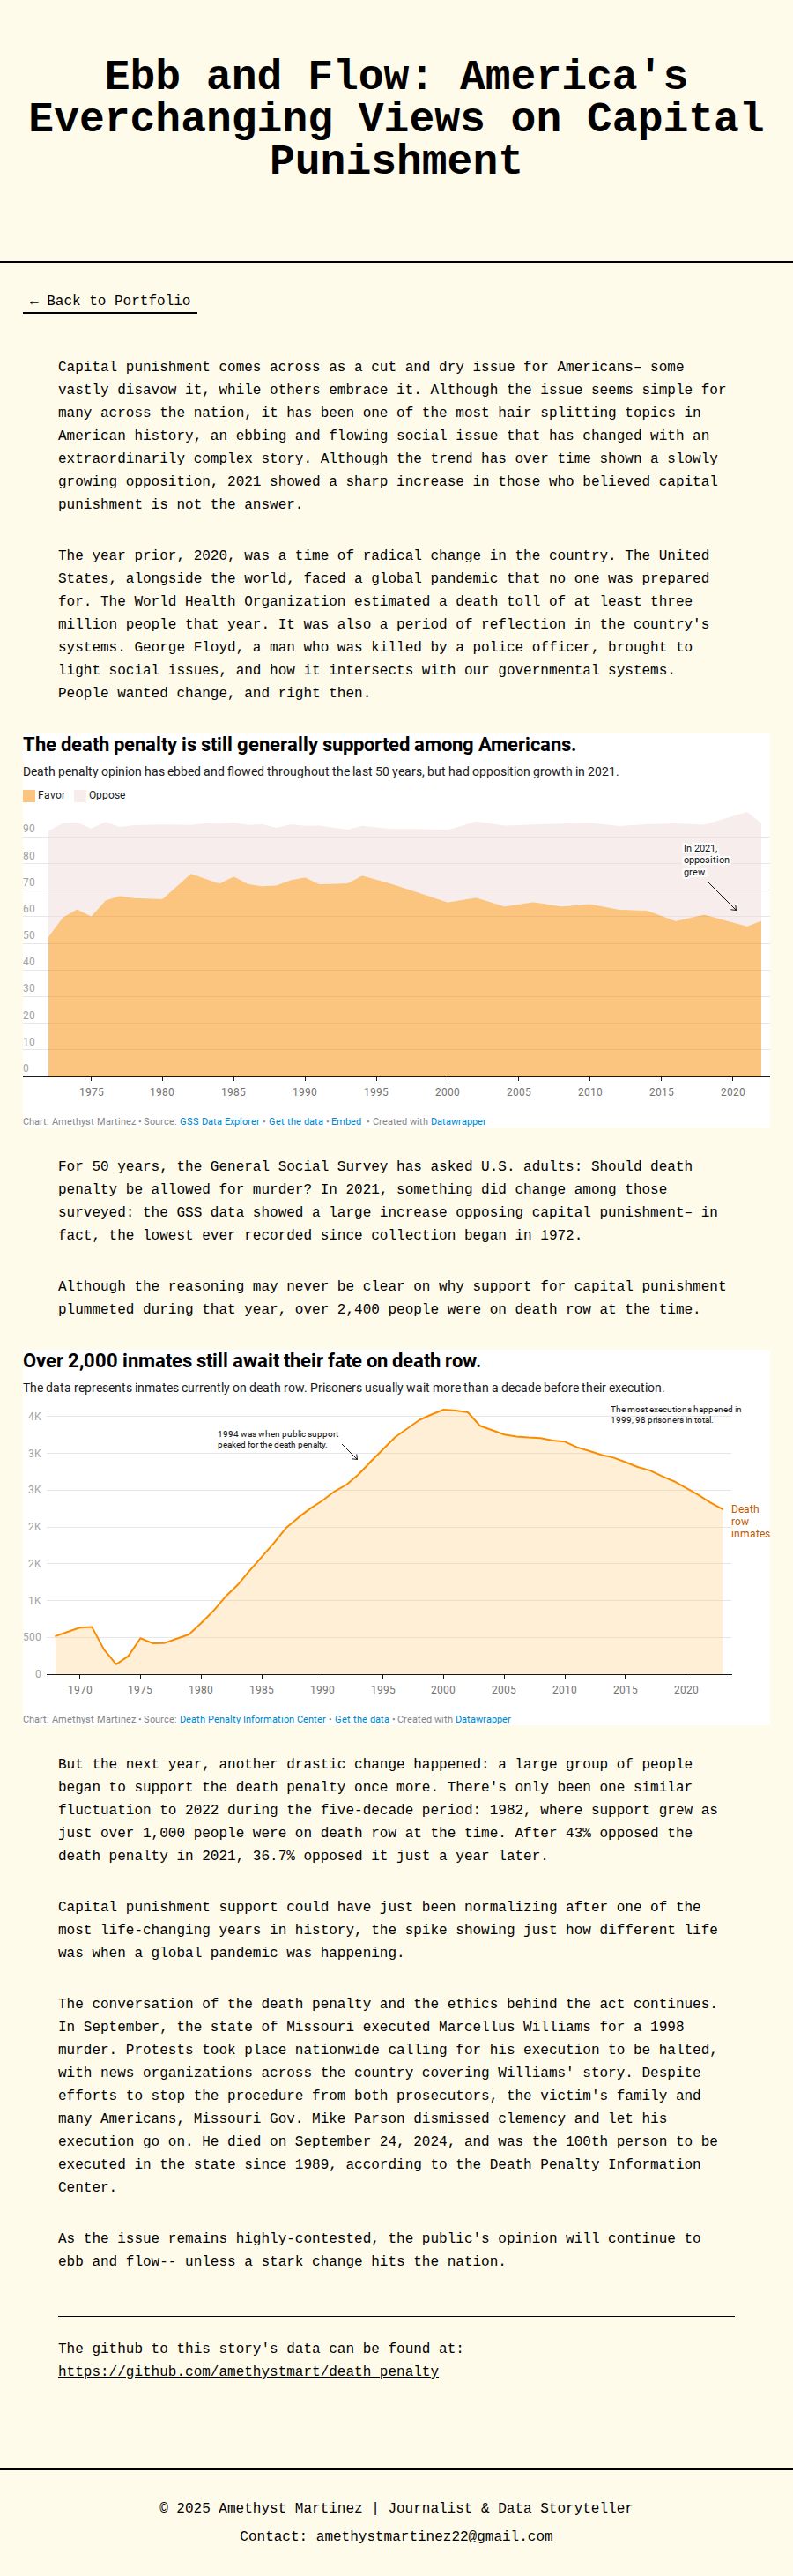 Ebb and Flow: America's
Everchanging Views on Capital
Punishment
← Back to Portfolio
Capital punishment comes across as a cut and dry issue for Americans– some
vastly disavow it, while others embrace it. Although the issue seems simple for
many across the nation, it has been one of the most hair splitting topics in
American history, an ebbing and flowing social issue that has changed with an
extraordinarily complex story. Although the trend has over time shown a slowly
growing opposition, 2021 showed a sharp increase in those who believed capital
punishment is not the answer.
The year prior, 2020, was a time of radical change in the country. The United
States, alongside the world, faced a global pandemic that no one was prepared
for. The World Health Organization estimated a death toll of at least three
million people that year. It was also a period of reflection in the country's
systems. George Floyd, a man who was killed by a police officer, brought to
light social issues, and how it intersects with our governmental systems.
People wanted change, and right then.
The death penalty is still generally supported among Americans.
Death penalty opinion has ebbed and flowed throughout the last 50 years, but had opposition growth in 2021.
Favor Oppose
90
80
In 2021,
opposition
grew.
70
60
50
40
30
20
10
0
1975 1980 1985 1990 1995 2000 2005 2010 2015 2020
Chart: Amethyst Martinez • Source: GSS Data Explorer • Get the data • Embed • Created with Datawrapper
For 50 years, the General Social Survey has asked U.S. adults: Should death
penalty be allowed for murder? In 2021, something did change among those
surveyed: the GSS data showed a large increase opposing capital punishment– in
fact, the lowest ever recorded since collection began in 1972.
Although the reasoning may never be clear on why support for capital punishment
plummeted during that year, over 2,400 people were on death row at the time.
Over 2,000 inmates still await their fate on death row.
The data represents inmates currently on death row. Prisoners usually wait more than a decade before their execution.
The most executions happened in
1999, 98 prisoners in total.
4K
1994 was when public support
peaked for the death penalty.
3K
3K
Death
row
inmates
2K
2K
1K
500
0
1970 1975 1980 1985 1990 1995 2000 2005 2010 2015 2020
Chart: Amethyst Martinez • Source: Death Penalty Information Center • Get the data • Created with Datawrapper
But the next year, another drastic change happened: a large group of people
began to support the death penalty once more. There's only been one similar
fluctuation to 2022 during the five-decade period: 1982, where support grew as
just over 1,000 people were on death row at the time. After 43% opposed the
death penalty in 2021, 36.7% opposed it just a year later.
Capital punishment support could have just been normalizing after one of the
most life-changing years in history, the spike showing just how different life
was when a global pandemic was happening.
The conversation of the death penalty and the ethics behind the act continues.
In September, the state of Missouri executed Marcellus Williams for a 1998
murder. Protests took place nationwide calling for his execution to be halted,
with news organizations across the country covering Williams' story. Despite
efforts to stop the procedure from both prosecutors, the victim's family and
many Americans, Missouri Gov. Mike Parson dismissed clemency and let his
execution go on. He died on September 24, 2024, and was the 100th person to be
executed in the state since 1989, according to the Death Penalty Information
Center.
As the issue remains highly-contested, the public's opinion will continue to
ebb and flow-- unless a stark change hits the nation.
The github to this story's data can be found at:
https://github.com/amethystmart/death_penalty
© 2025 Amethyst Martinez | Journalist & Data Storyteller
Contact: amethystmartinez22@gmail.com